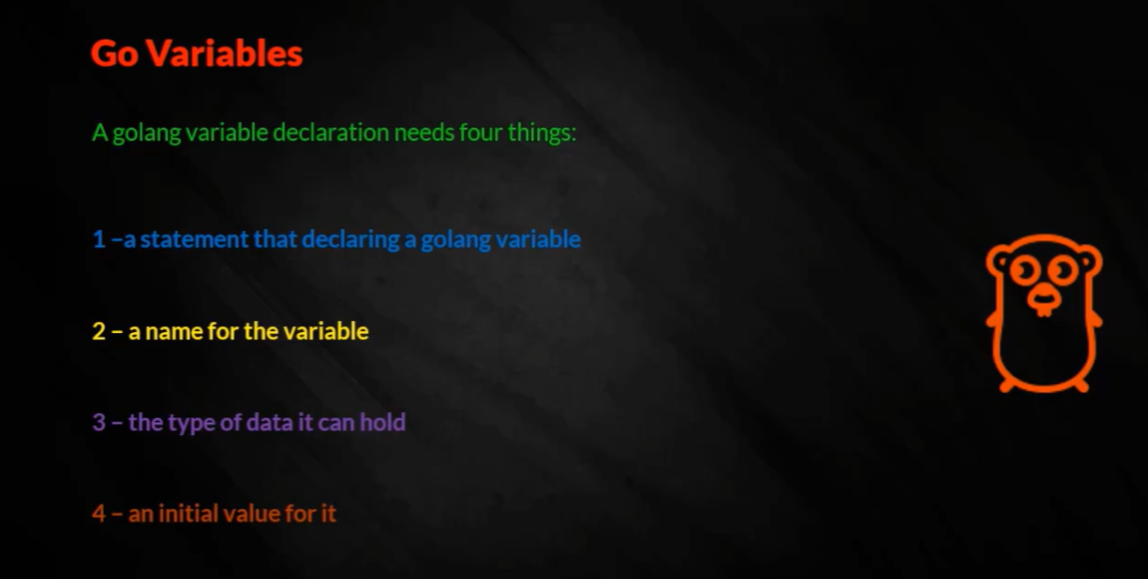 Go Variables
A golang variable declaration needs four things:
1 –a statement that declaring a golang variable
2 – a name for the variable
3 – the type of data it can hold
4 – an initial value for it